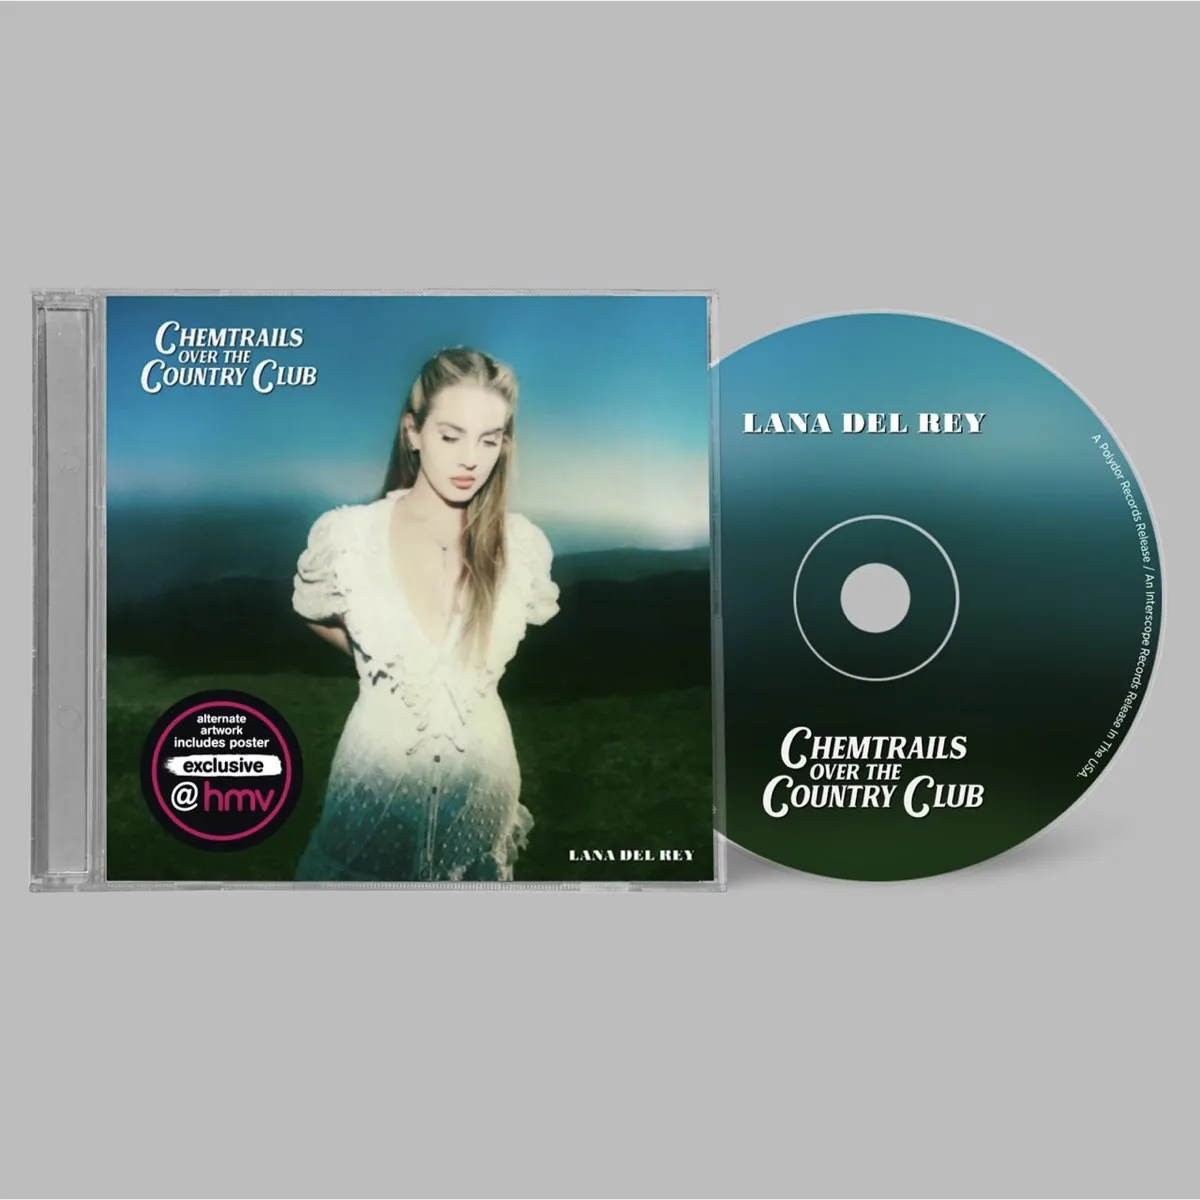 CHEMTRAILS
OVER THE
COUNTRY CLUB
alternate
artwork
includes poster
exclusive
@hmv
LANA DEL REY
LANA DEL REY
A Polydor Records Release / An Interscope Records Release In The USA.
CHEMTRAILS
OVER THE
COUNTRY CLUB